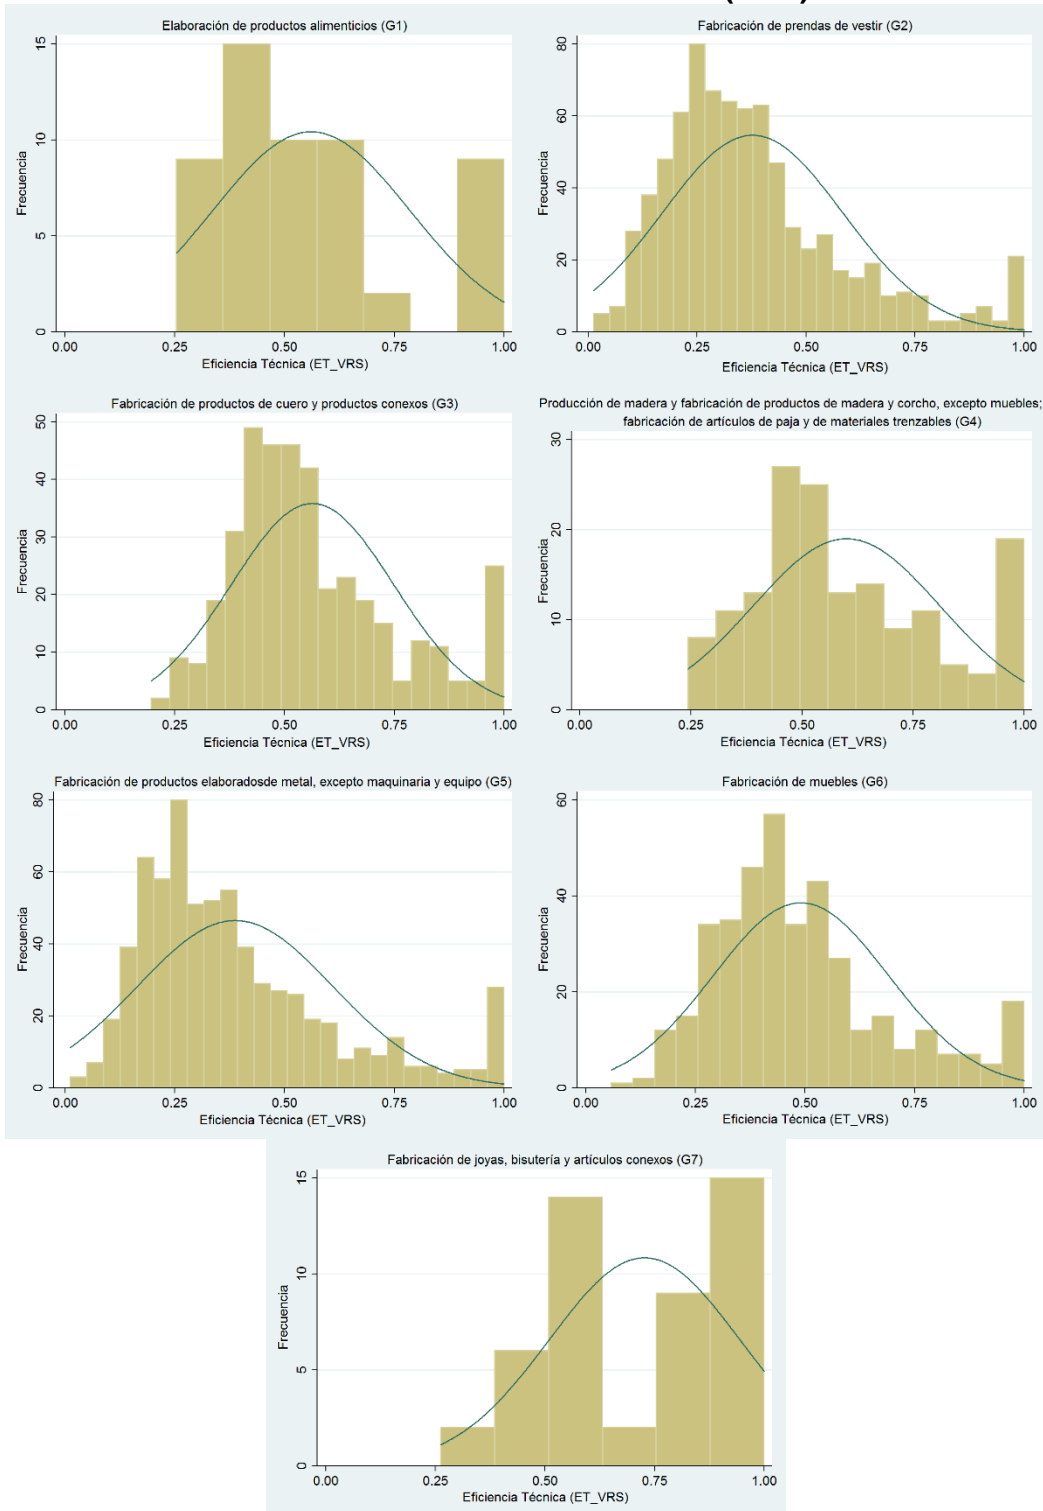 Elaboración de productos alimenticios (G1)
15
10
5
0
Frecuencia
0.00 0.25 0.50 0.75 1.00
Eficiencia Técnica (ET_VRS)
Fabricación de prendas de vestir (G2)
80
60
40
20
0
Frecuencia
0.00 0.25 0.50 0.75 1.00
Eficiencia Técnica (ET_VRS)
Fabricación de productos de cuero y productos conexos (G3)
50
40
30
20
10
0
Frecuencia
0.00 0.25 0.50 0.75 1.00
Eficiencia Técnica (ET_VRS)
Producción de madera y fabricación de productos de madera y corcho, excepto muebles;
fabricación de artículos de paja y de materiales trenzables (G4)
30
20
10
0
Frecuencia
0.00 0.25 0.50 0.75 1.00
Eficiencia Técnica (ET_VRS)
Fabricación de productos elaboradosde metal, excepto maquinaria y equipo (G5)
80
60
40
20
0
Frecuencia
0.00 0.25 0.50 0.75 1.00
Eficiencia Técnica (ET_VRS)
Fabricación de muebles (G6)
60
40
20
0
Frecuencia
0.00 0.25 0.50 0.75 1.00
Eficiencia Técnica (ET_VRS)
Fabricación de joyas, bisutería y artículos conexos (G7)
15
10
5
0
Frecuencia
0.00 0.25 0.50 0.75 1.00
Eficiencia Técnica (ET_VRS)